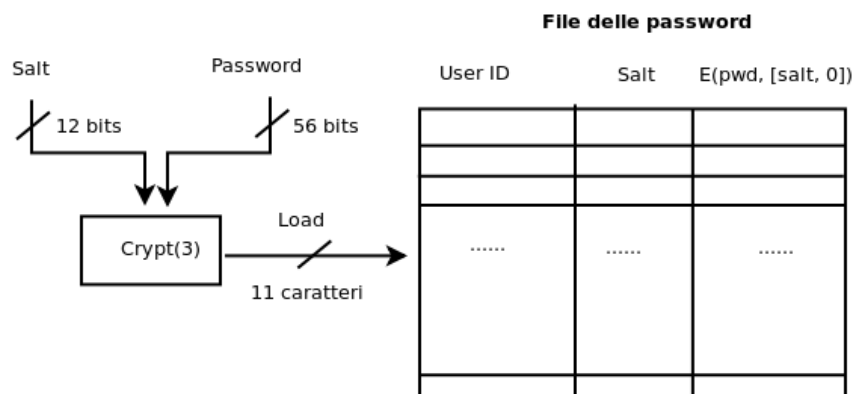 File delle password
Salt
Password
User ID
Salt
E(pwd, [salt, 0])
12 bits
56 bits
Crypt(3)
Load
11 caratteri
......
......
......